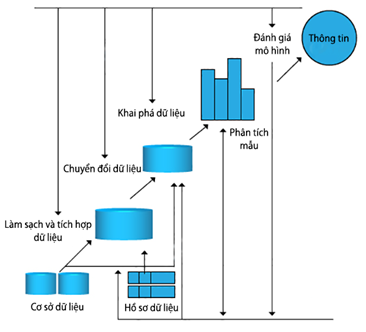 Đánh giá
mô hình
Thông tin
Khai phá dữ liệu
Phân tích
mẫu
Chuyển đổi dữ liệu
Làm sạch và tích hợp
dữ liệu
Cơ sở dữ liệu
Hồ sơ dữ liệu